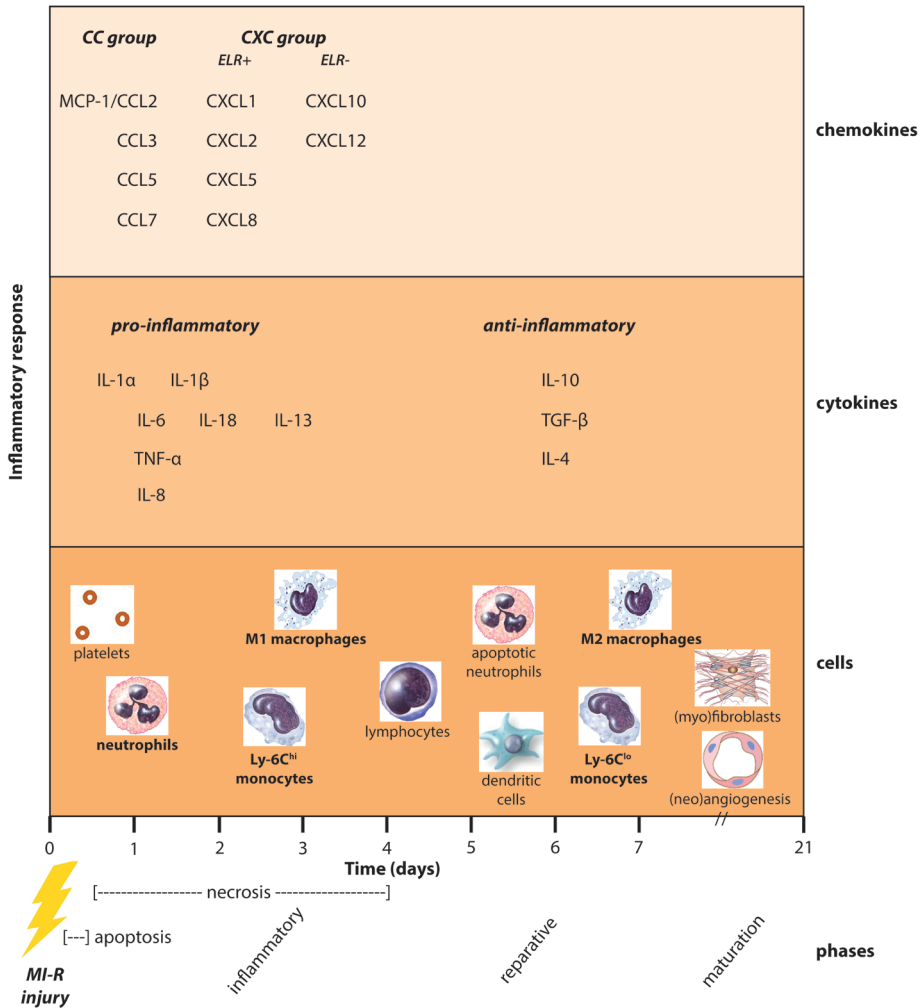 CC group CXC group
ELR+ ELR-
MCP-1/CCL2 CXCL1 CXCL10
CCL3 CXCL2 CXCL12
CCL5 CXCL5
CCL7 CXCL8
chemokines
Inflammatory response
pro-inflammatory anti-inflammatory
IL-1α IL-1β IL-10
IL-6 IL-18 IL-13 TGF-β
TNF-α IL-4
IL-8
cytokines
platelets
M1 macrophages
apoptotic
neutrophils
M2 macrophages
cells
neutrophils
Ly-6Chi
monocytes
lymphocytes
dendritic
cells
Ly-6Clo
monocytes
(myo)fibroblasts
(neo)angiogenesis
0 1 2 3 4 5 6 7 // 21
Time (days)
[------------------- necrosis --------------------]
[---] apoptosis
MI-R
injury
inflammatory
reparative
maturation
phases